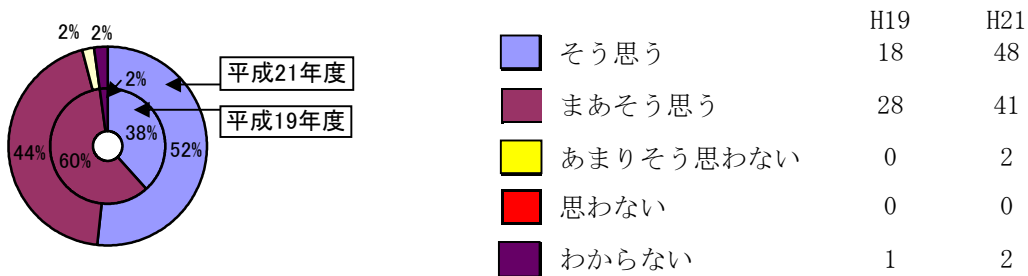 2% 2%
2%
平成21年度
平成19年度
38%
52%
44%
60%
H19 H21
そう思う 18 48
まあそう思う 28 41
あまりそう思わない 0 2
思わない 0 0
わからない 1 2